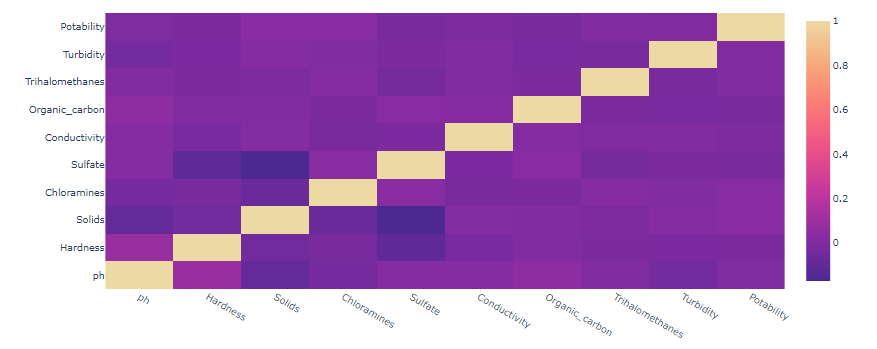 Potability
Turbidity
Trihalomethanes
Organic_carbon
Conductivity
Sulfate
Chloramines
Solids
Hardness
ph
ph
Hardness
Solids
Chloramines
Sulfate
Conductivity
Organic_carbon
Trihalomethanes
Turbidity
Potability
1
0.8
0.6
0.4
0.2
0